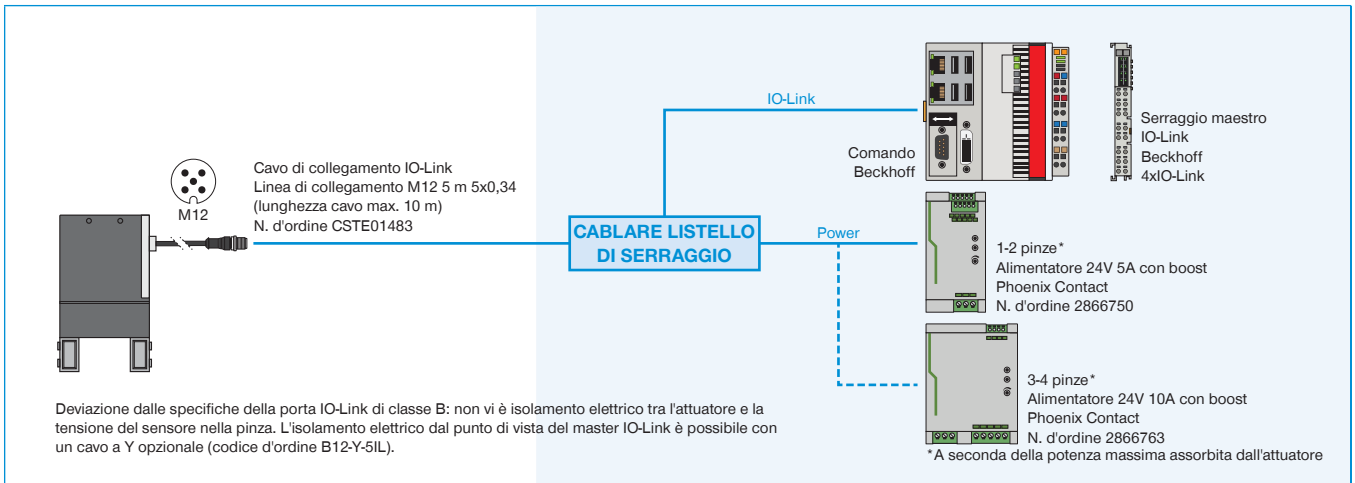 IO-Link
Comando
Beckhoff
Serraggio maestro
IO-Link
Beckhoff
4xIO-Link
M12
Cavo di collegamento IO-Link
Linea di collegamento M12 5 m 5x0,34
(lunghezza cavo max. 10 m)
N. d'ordine CSTE01483
CABLARE LISTELLO
DI SERRAGGIO
Power
1-2 pinze*
Alimentatore 24V 5A con boost
Phoenix Contact
N. d'ordine 2866750
3-4 pinze*
Alimentatore 24V 10A con boost
Phoenix Contact
N. d'ordine 2866763
*A seconda della potenza massima assorbita dall'attuatore
Deviazione dalle specifiche della porta IO-Link di classe B: non vi è isolamento elettrico tra l'attuatore e la
tensione del sensore nella pinza. L'isolamento elettrico dal punto di vista del master IO-Link è possibile con
un cavo a Y opzionale (codice d'ordine B12-Y-5IL).